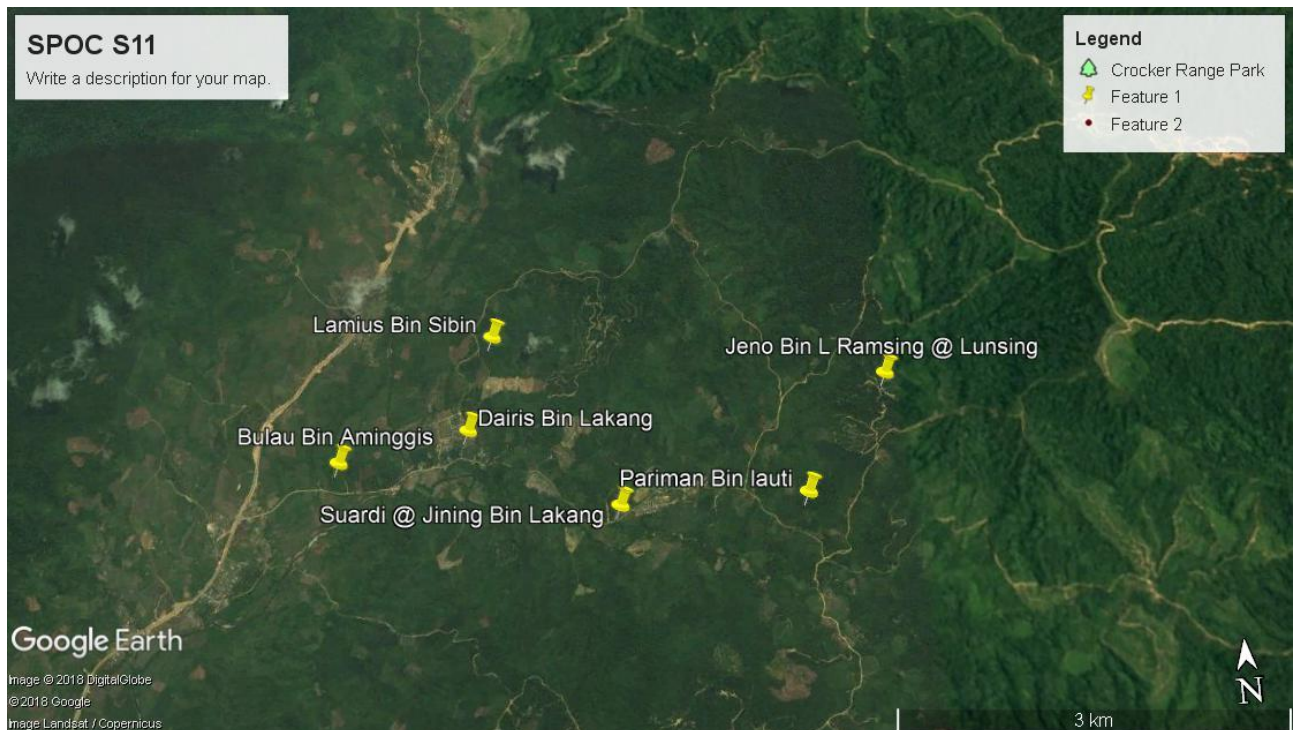 SPOC S11
Write a description for your map.
Legend
Crocker Range Park
Feature 1
Feature 2
Lamius Bin Sibin
Jeno Bin L Ramsing @ Lunsing
Dairis Bin Lakang
Bulau Bin Aminggis
Pariman Bin lauti
Suardi @ Jining Bin Lakang
Google Earth
Image © 2018 DigitalGlobe
© 2018 Google
Image Landsat / Copernicus
N
3 km